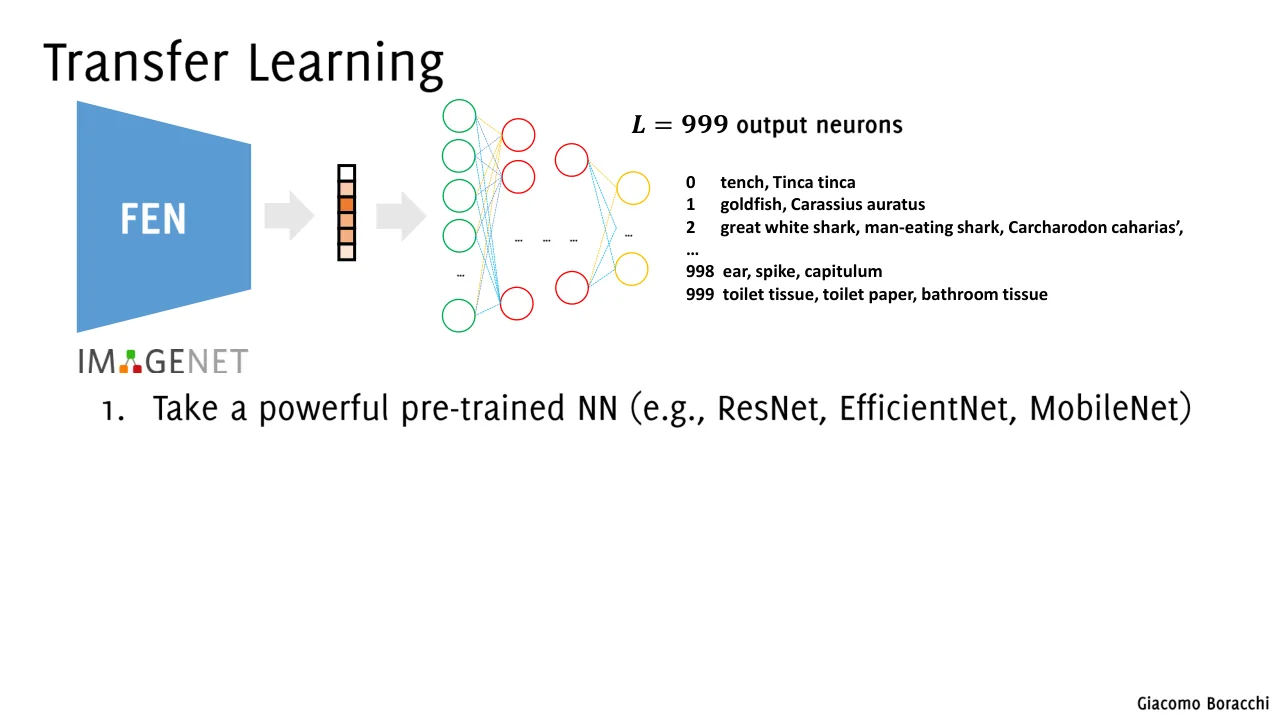 Transfer Learning
L = 999 output neurons
FEN
0 tench, Tinca tinca
1 goldfish, Carassius auratus
2 great white shark, man-eating shark, Carcharodon caharias’,
...
998 ear, spike, capitulum
999 toilet tissue, toilet paper, bathroom tissue
... ... ... ...
...
IMAGENET
1. Take a powerful pre-trained NN (e.g., ResNet, EfficientNet, MobileNet)
Giacomo Boracchi